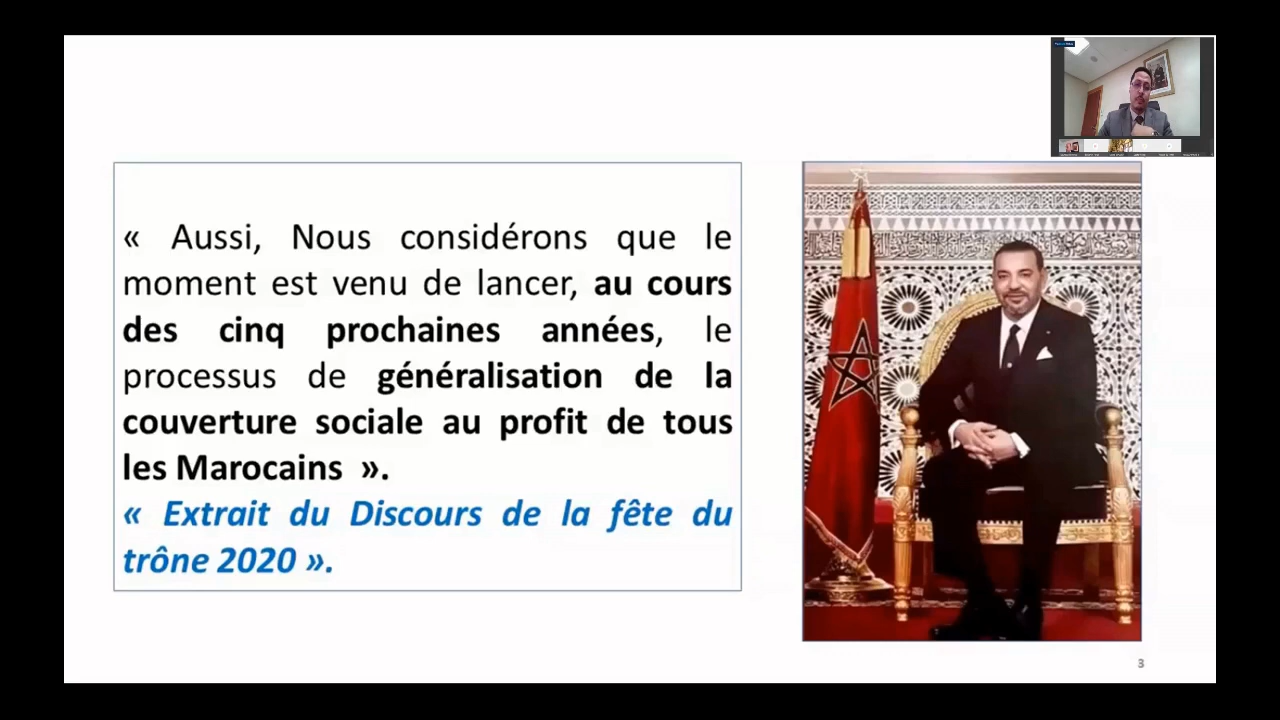 « Aussi, Nous considérons que le
moment est venu de lancer, au cours
des cinq prochaines années, le
processus de généralisation de la
couverture sociale au profit de tous
les Marocains ».
« Extrait du Discours de la fête du
trône 2020 ».
3